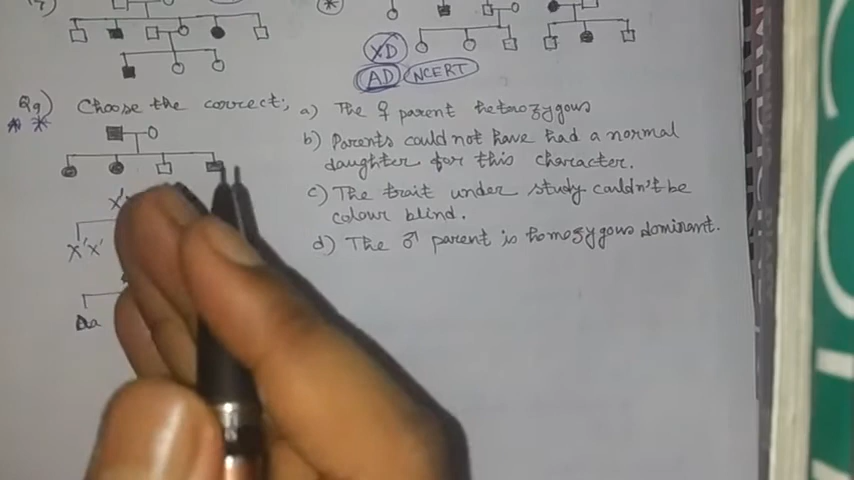 XD
AD NCERT
Q9) Choose the correct;
a) The ♀ parent hetrozygous
b) Parents could not have had a normal
daughter for this character.
c) The trait under study couldn't be
colour blind.
d) The ♂ parent is homozygous dominant.
X'X'